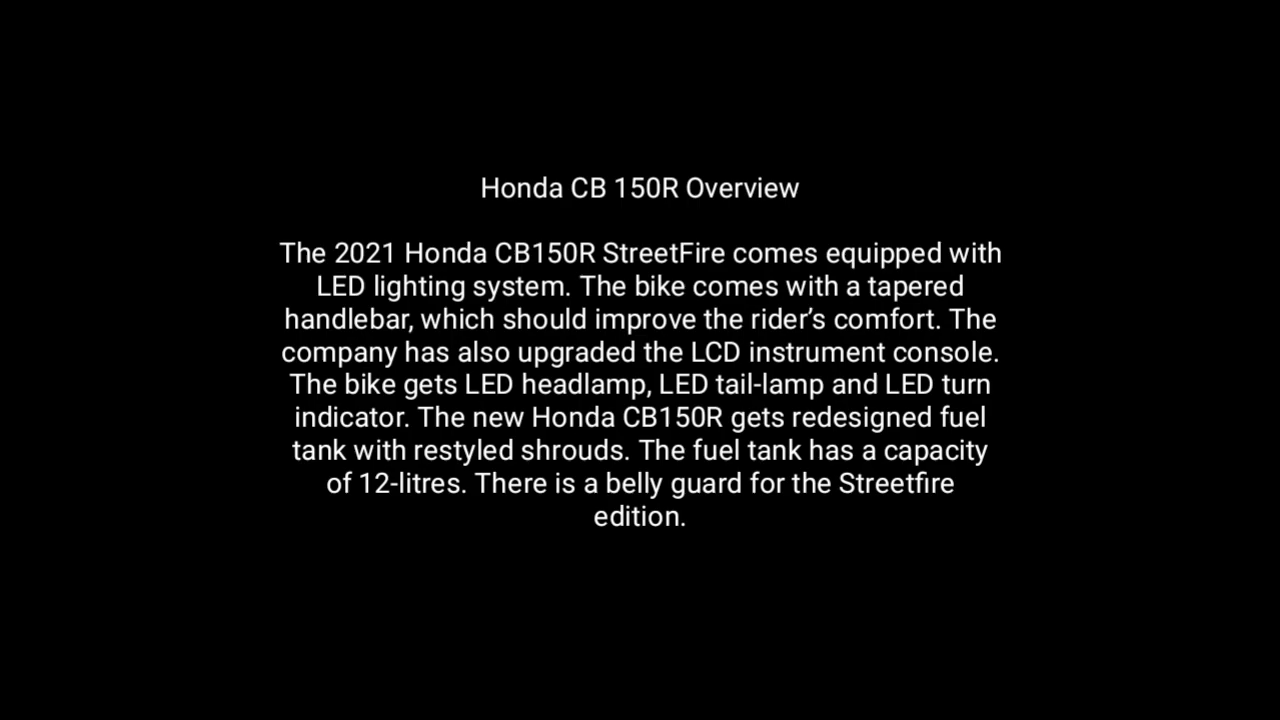 Honda CB 150R Overview
The 2021 Honda CB150R StreetFire comes equipped with
LED lighting system. The bike comes with a tapered
handlebar, which should improve the rider’s comfort. The
company has also upgraded the LCD instrument console.
The bike gets LED headlamp, LED tail-lamp and LED turn
indicator. The new Honda CB150R gets redesigned fuel
tank with restyled shrouds. The fuel tank has a capacity
of 12-litres. There is a belly guard for the Streetfire
edition.